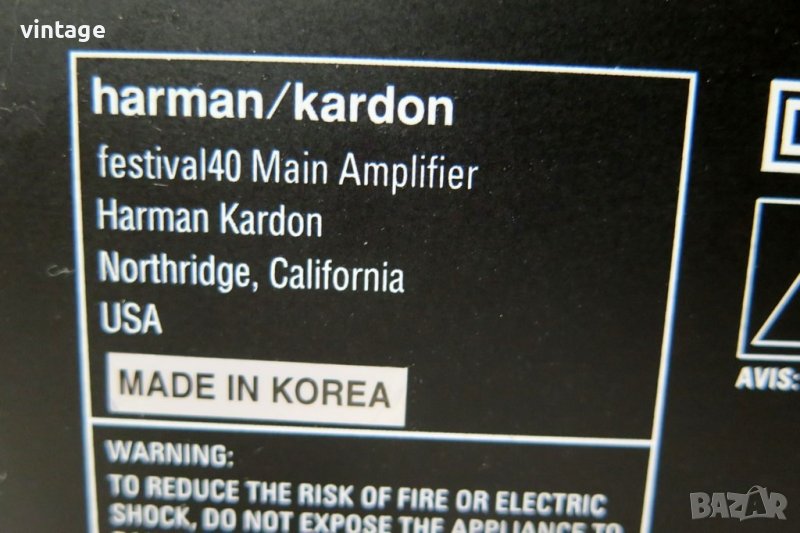 vintage
harman/kardon
festival40 Main Amplifier
Harman Kardon
Northridge, California
USA
MADE IN KOREA
WARNING:
TO REDUCE THE RISK OF FIRE OR ELECTRIC
SHOCK, DO NOT EXPOSE THE APPLIANCE TO
AVIS:
BAZAR